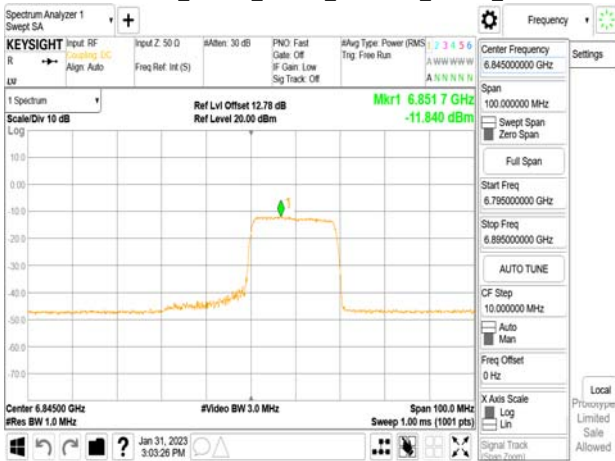 Spectrum Analyzer 1
Swept SA
+
Frequency
KEYSIGHT
Input: RF
Coupling: DC
Align: Auto
Input Z: 50 Ω
Freq Ref: Int (S)
#Atten: 30 dB
PNO: Fast
Gate: Off
IF Gain: Low
Sig Track: Off
#Avg Type: Power (RMS
Trig: Free Run
1 2 3 4 5 6
A W W W W W
A N N N N N
R
LXI
1 Spectrum
Scale/Div 10 dB
Log
Ref Lvl Offset 12.78 dB
Ref Level 20.00 dBm
Mkr1 6.851 7 GHz
-11.840 dBm
10.0
0.00
-10.0
-20.0
-30.0
-40.0
-50.0
-60.0
-70.0
1
Center 6.84500 GHz
#Res BW 1.0 MHz
#Video BW 3.0 MHz
Span 100.0 MHz
Sweep 1.00 ms (1001 pts)
Jan 31, 2023
3:03:26 PM
?
Center Frequency
6.845000000 GHz
Settings
Span
100.000000 MHz
Swept Span
Zero Span
Full Span
Start Freq
6.795000000 GHz
Stop Freq
6.895000000 GHz
AUTO TUNE
CF Step
10.000000 MHz
Auto
Man
Freq Offset
0 Hz
X Axis Scale
Log
Lin
Signal Track
(Span Zoom)
Local
Prototype
Limited
Sale
Allowed